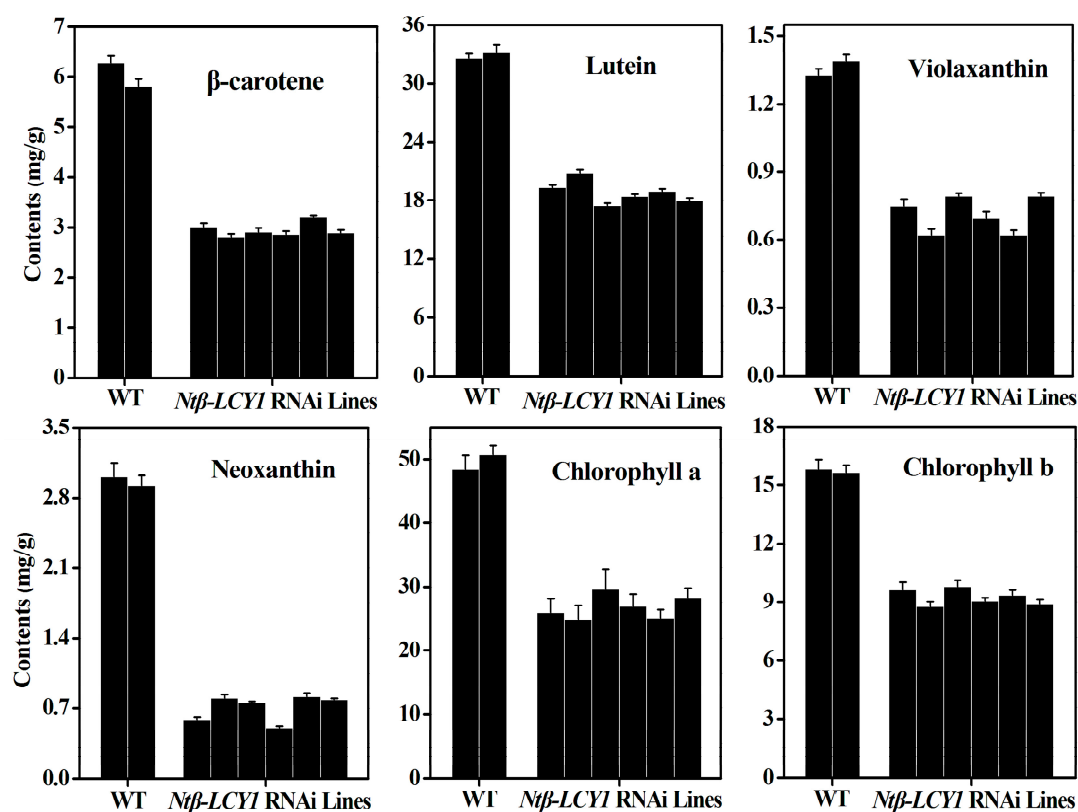 β-carotene
Contents (mg/g)
7
6
5
4
3
2
1
0
WT
Ntβ-LCY1 RNAi Lines
Lutein
36
30
24
18
12
6
0
WT
Ntβ-LCY1 RNAi Lines
Violaxanthin
1.5
1.2
0.9
0.6
0.3
0.0
WT
Ntβ-LCY1 RNAi Lines
Neoxanthin
Contents (mg/g)
3.5
2.8
2.1
1.4
0.7
0.0
WT
Ntβ-LCY1 RNAi Lines
Chlorophyll a
50
40
30
20
10
0
WT
Ntβ-LCY1 RNAi Lines
Chlorophyll b
18
15
12
9
6
3
0
WT
Ntβ-LCY1 RNAi Lines